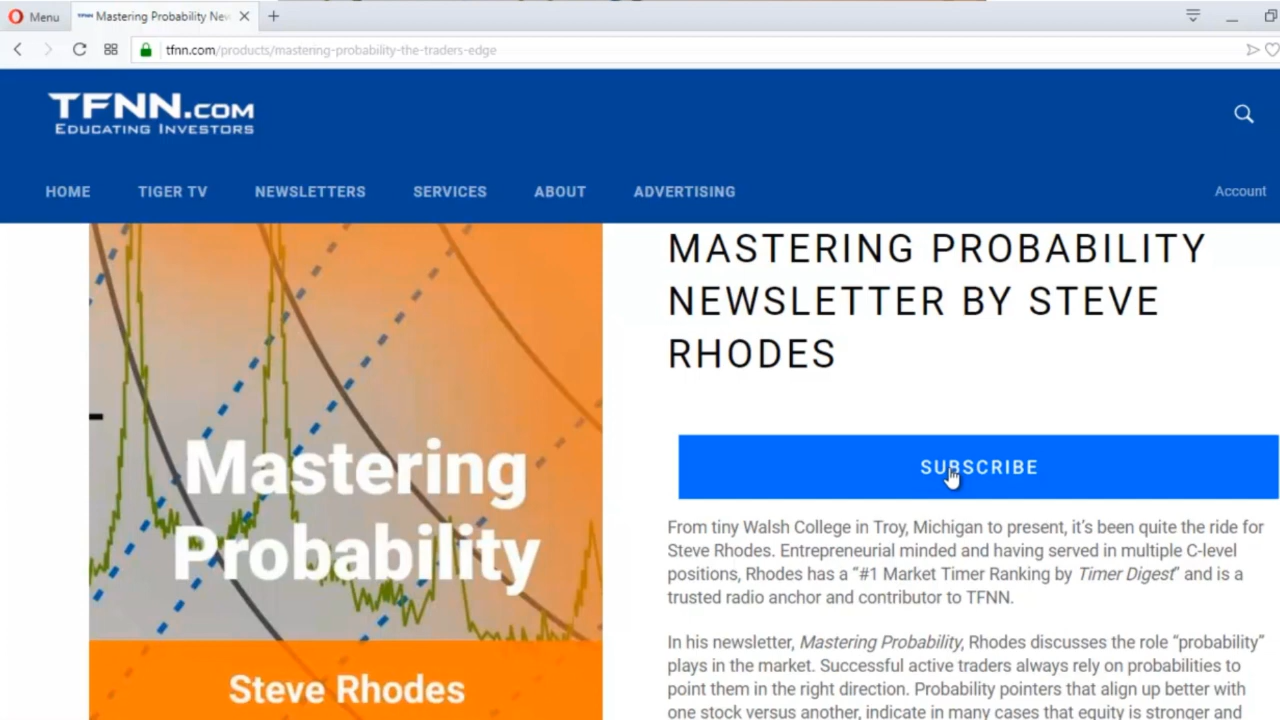 Menu
Mastering Probability New
tfnn.com/products/mastering-probability-the-traders-edge
TFNN.COM
EDUCATING INVESTORS
HOME TIGER TV NEWSLETTERS SERVICES ABOUT ADVERTISING Account
MASTERING PROBABILITY
NEWSLETTER BY STEVE
RHODES
Mastering
Probability
Steve Rhodes
SUBSCRIBE
From tiny Walsh College in Troy, Michigan to present, it’s been quite the ride for
Steve Rhodes. Entrepreneurial minded and having served in multiple C-level
positions, Rhodes has a “#1 Market Timer Ranking by Timer Digest” and is a
trusted radio anchor and contributor to TFNN.
In his newsletter, Mastering Probability, Rhodes discusses the role “probability”
plays in the market. Successful active traders always rely on probabilities to
point them in the right direction. Probability pointers that align up better with
one stock versus another, indicate in many cases that equity is stronger and